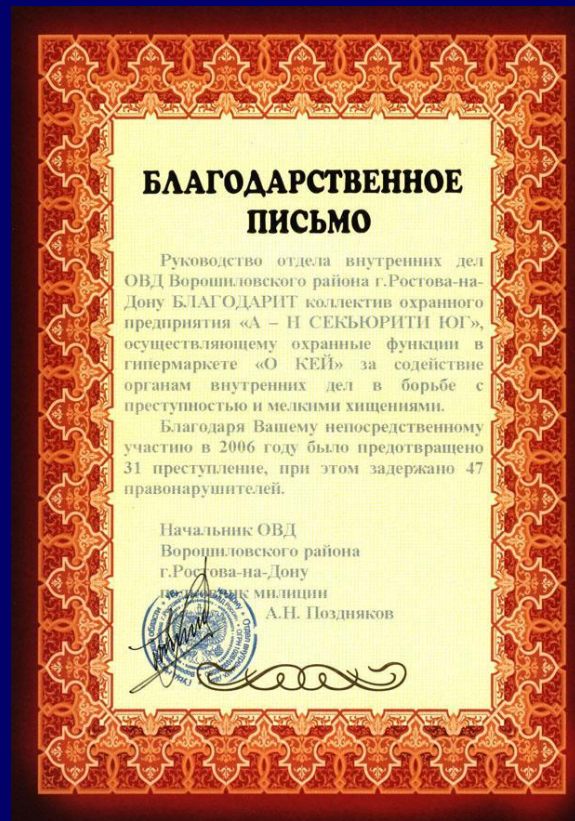 БЛАГОДАРСТВЕННОЕ
ПИСЬМО
Руководство отдела внутренних дел
ОВД Ворошиловского района г.Ростова-на-
Дону БЛАГОДАРИТ коллектив охранного
предприятия «А – Н СЕКЬЮРИТИ ЮГ»,
осуществляющему охранные функции в
гипермаркете «О КЕЙ» за содействие
органам внутренних дел в борьбе с
преступностью и мелкими хищениями.
Благодаря Вашему непосредственному
участию в 2006 году было предотвращено
31 преступление, при этом задержано 47
правонарушителей.
Начальник ОВД
Ворошиловского района
г.Ростова-на-Дону
милиции
А.Н. Поздняков